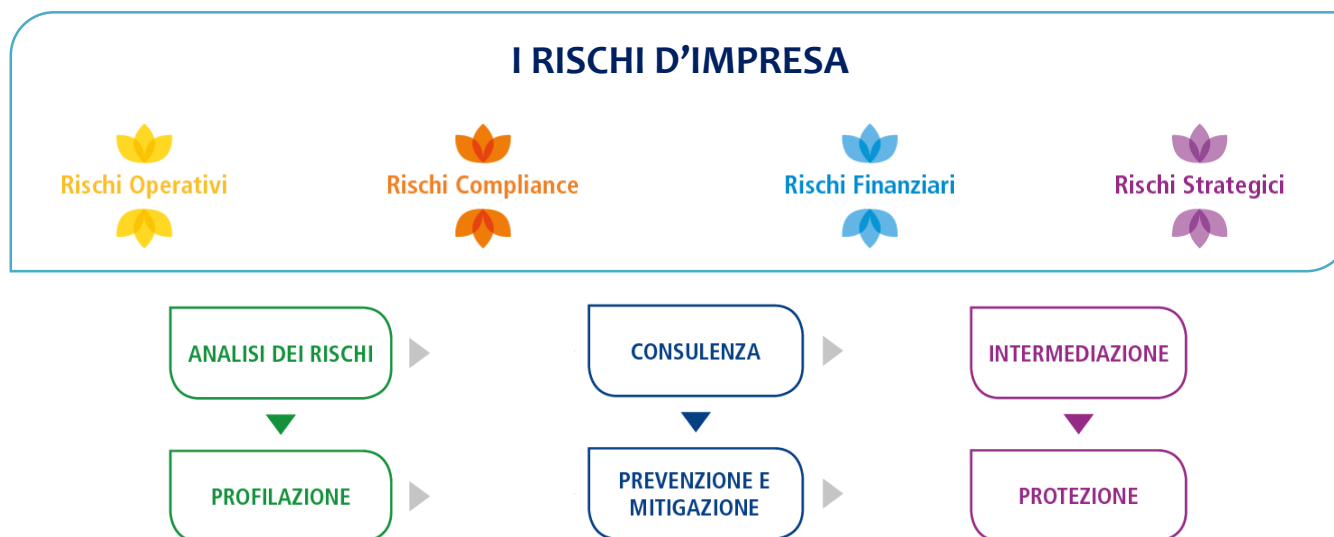 I RISCHI D’IMPRESA
Rischi Operativi
Rischi Compliance
Rischi Finanziari
Rischi Strategici
ANALISI DEI RISCHI
CONSULENZA
INTERMEDIAZIONE
PROFILAZIONE
PREVENZIONE E
MITIGAZIONE
PROTEZIONE